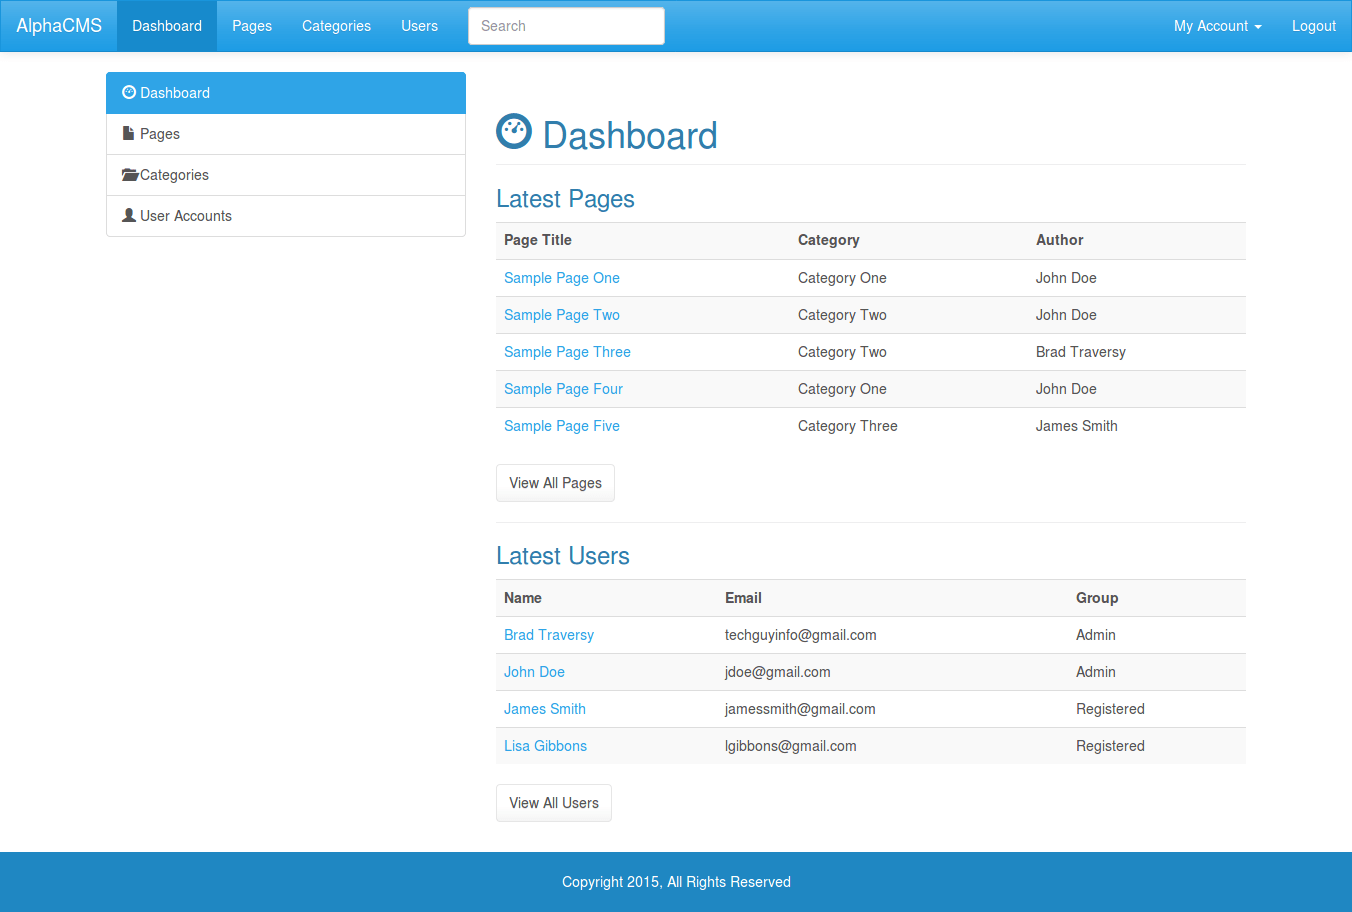 AlphaCMS Dashboard Pages Categories Users Search My Account Logout
Dashboard
Pages
Categories
User Accounts
Dashboard
Latest Pages
Page Title Category Author
Sample Page One Category One John Doe
Sample Page Two Category Two John Doe
Sample Page Three Category Two Brad Traversy
Sample Page Four Category One John Doe
Sample Page Five Category Three James Smith
View All Pages
Latest Users
Name Email Group
Brad Traversy techguyinfo@gmail.com Admin
John Doe jdoe@gmail.com Admin
James Smith jamessmith@gmail.com Registered
Lisa Gibbons lgibbons@gmail.com Registered
View All Users
Copyright 2015, All Rights Reserved